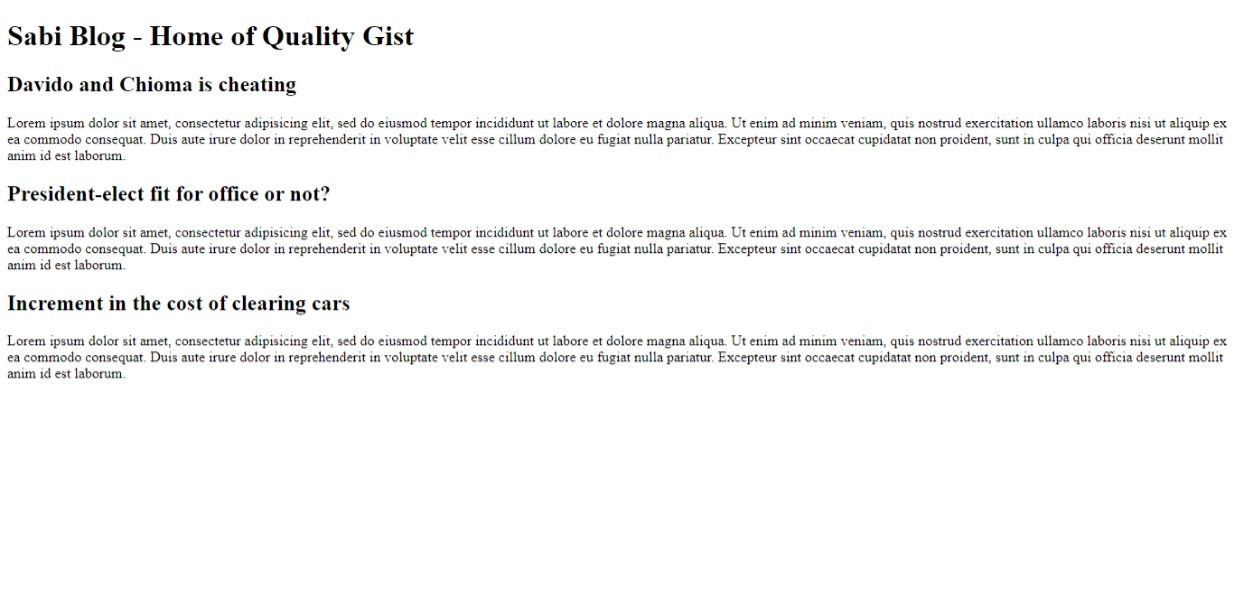 Sabi Blog - Home of Quality Gist
Davido and Chioma is cheating
Lorem ipsum dolor sit amet, consectetur adipisicing elit, sed do eiusmod tempor incididunt ut labore et dolore magna aliqua. Ut enim ad minim veniam, quis nostrud exercitation ullamco laboris nisi ut aliquip ex
ea commodo consequat. Duis aute irure dolor in reprehenderit in voluptate velit esse cillum dolore eu fugiat nulla pariatur. Excepteur sint occaecat cupidatat non proident, sunt in culpa qui officia deserunt mollit
anim id est laborum.
President-elect fit for office or not?
Lorem ipsum dolor sit amet, consectetur adipisicing elit, sed do eiusmod tempor incididunt ut labore et dolore magna aliqua. Ut enim ad minim veniam, quis nostrud exercitation ullamco laboris nisi ut aliquip ex
ea commodo consequat. Duis aute irure dolor in reprehenderit in voluptate velit esse cillum dolore eu fugiat nulla pariatur. Excepteur sint occaecat cupidatat non proident, sunt in culpa qui officia deserunt mollit
anim id est laborum.
Increment in the cost of clearing cars
Lorem ipsum dolor sit amet, consectetur adipisicing elit, sed do eiusmod tempor incididunt ut labore et dolore magna aliqua. Ut enim ad minim veniam, quis nostrud exercitation ullamco laboris nisi ut aliquip ex
ea commodo consequat. Duis aute irure dolor in reprehenderit in voluptate velit esse cillum dolore eu fugiat nulla pariatur. Excepteur sint occaecat cupidatat non proident, sunt in culpa qui officia deserunt mollit
anim id est laborum.